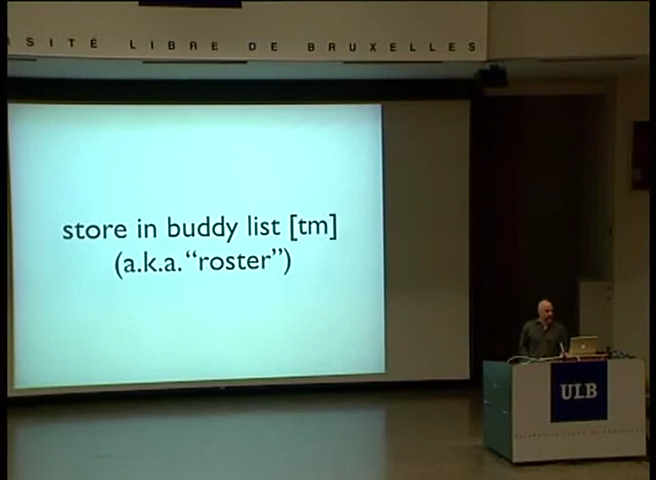 SITÉ LIBRE DE BRUXELLES
store in buddy list [tm]
(a.k.a. “roster”)
ULB